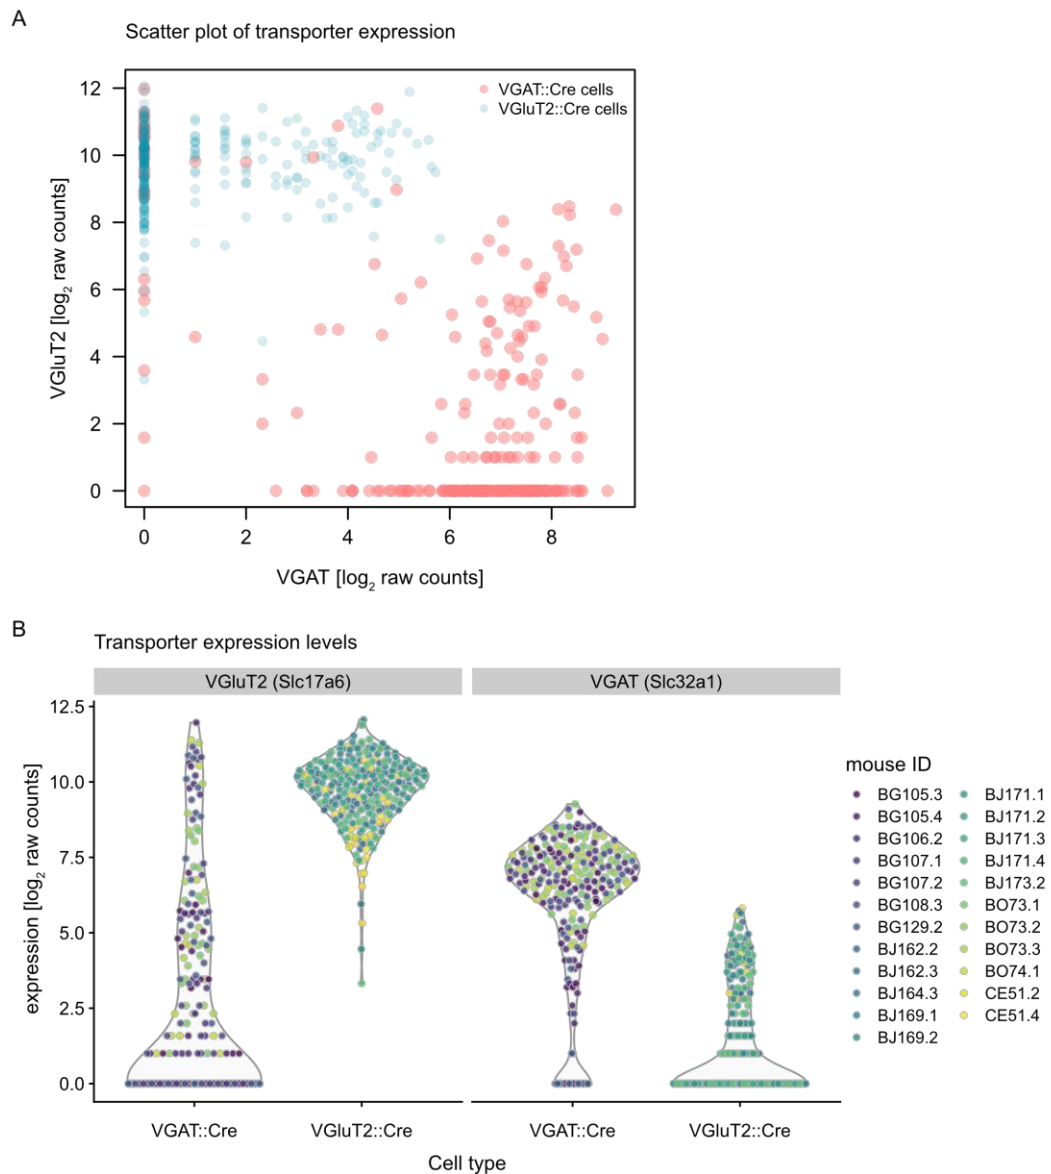 A
Scatter plot of transporter expression
VGAT::Cre cells
VGluT2::Cre cells
12
10
8
6
4
2
0
VGluT2 [log2 raw counts]
0 2 4 6 8
VGAT [log2 raw counts]
B
Transporter expression levels
VGluT2 (Slc17a6) VGAT (Slc32a1)
12.5
10.0
7.5
5.0
2.5
0.0
expression [log2 raw counts]
VGAT::Cre VGluT2::Cre VGAT::Cre VGluT2::Cre
Cell type
mouse ID
BG105.3 BJ171.1
BG105.4 BJ171.2
BG106.2 BJ171.3
BG107.1 BJ171.4
BG107.2 BJ173.2
BG108.3 BO73.1
BG129.2 BO73.2
BJ162.2 BO73.3
BJ162.3 BO74.1
BJ164.3 CE51.2
BJ169.1 CE51.4
BJ169.2